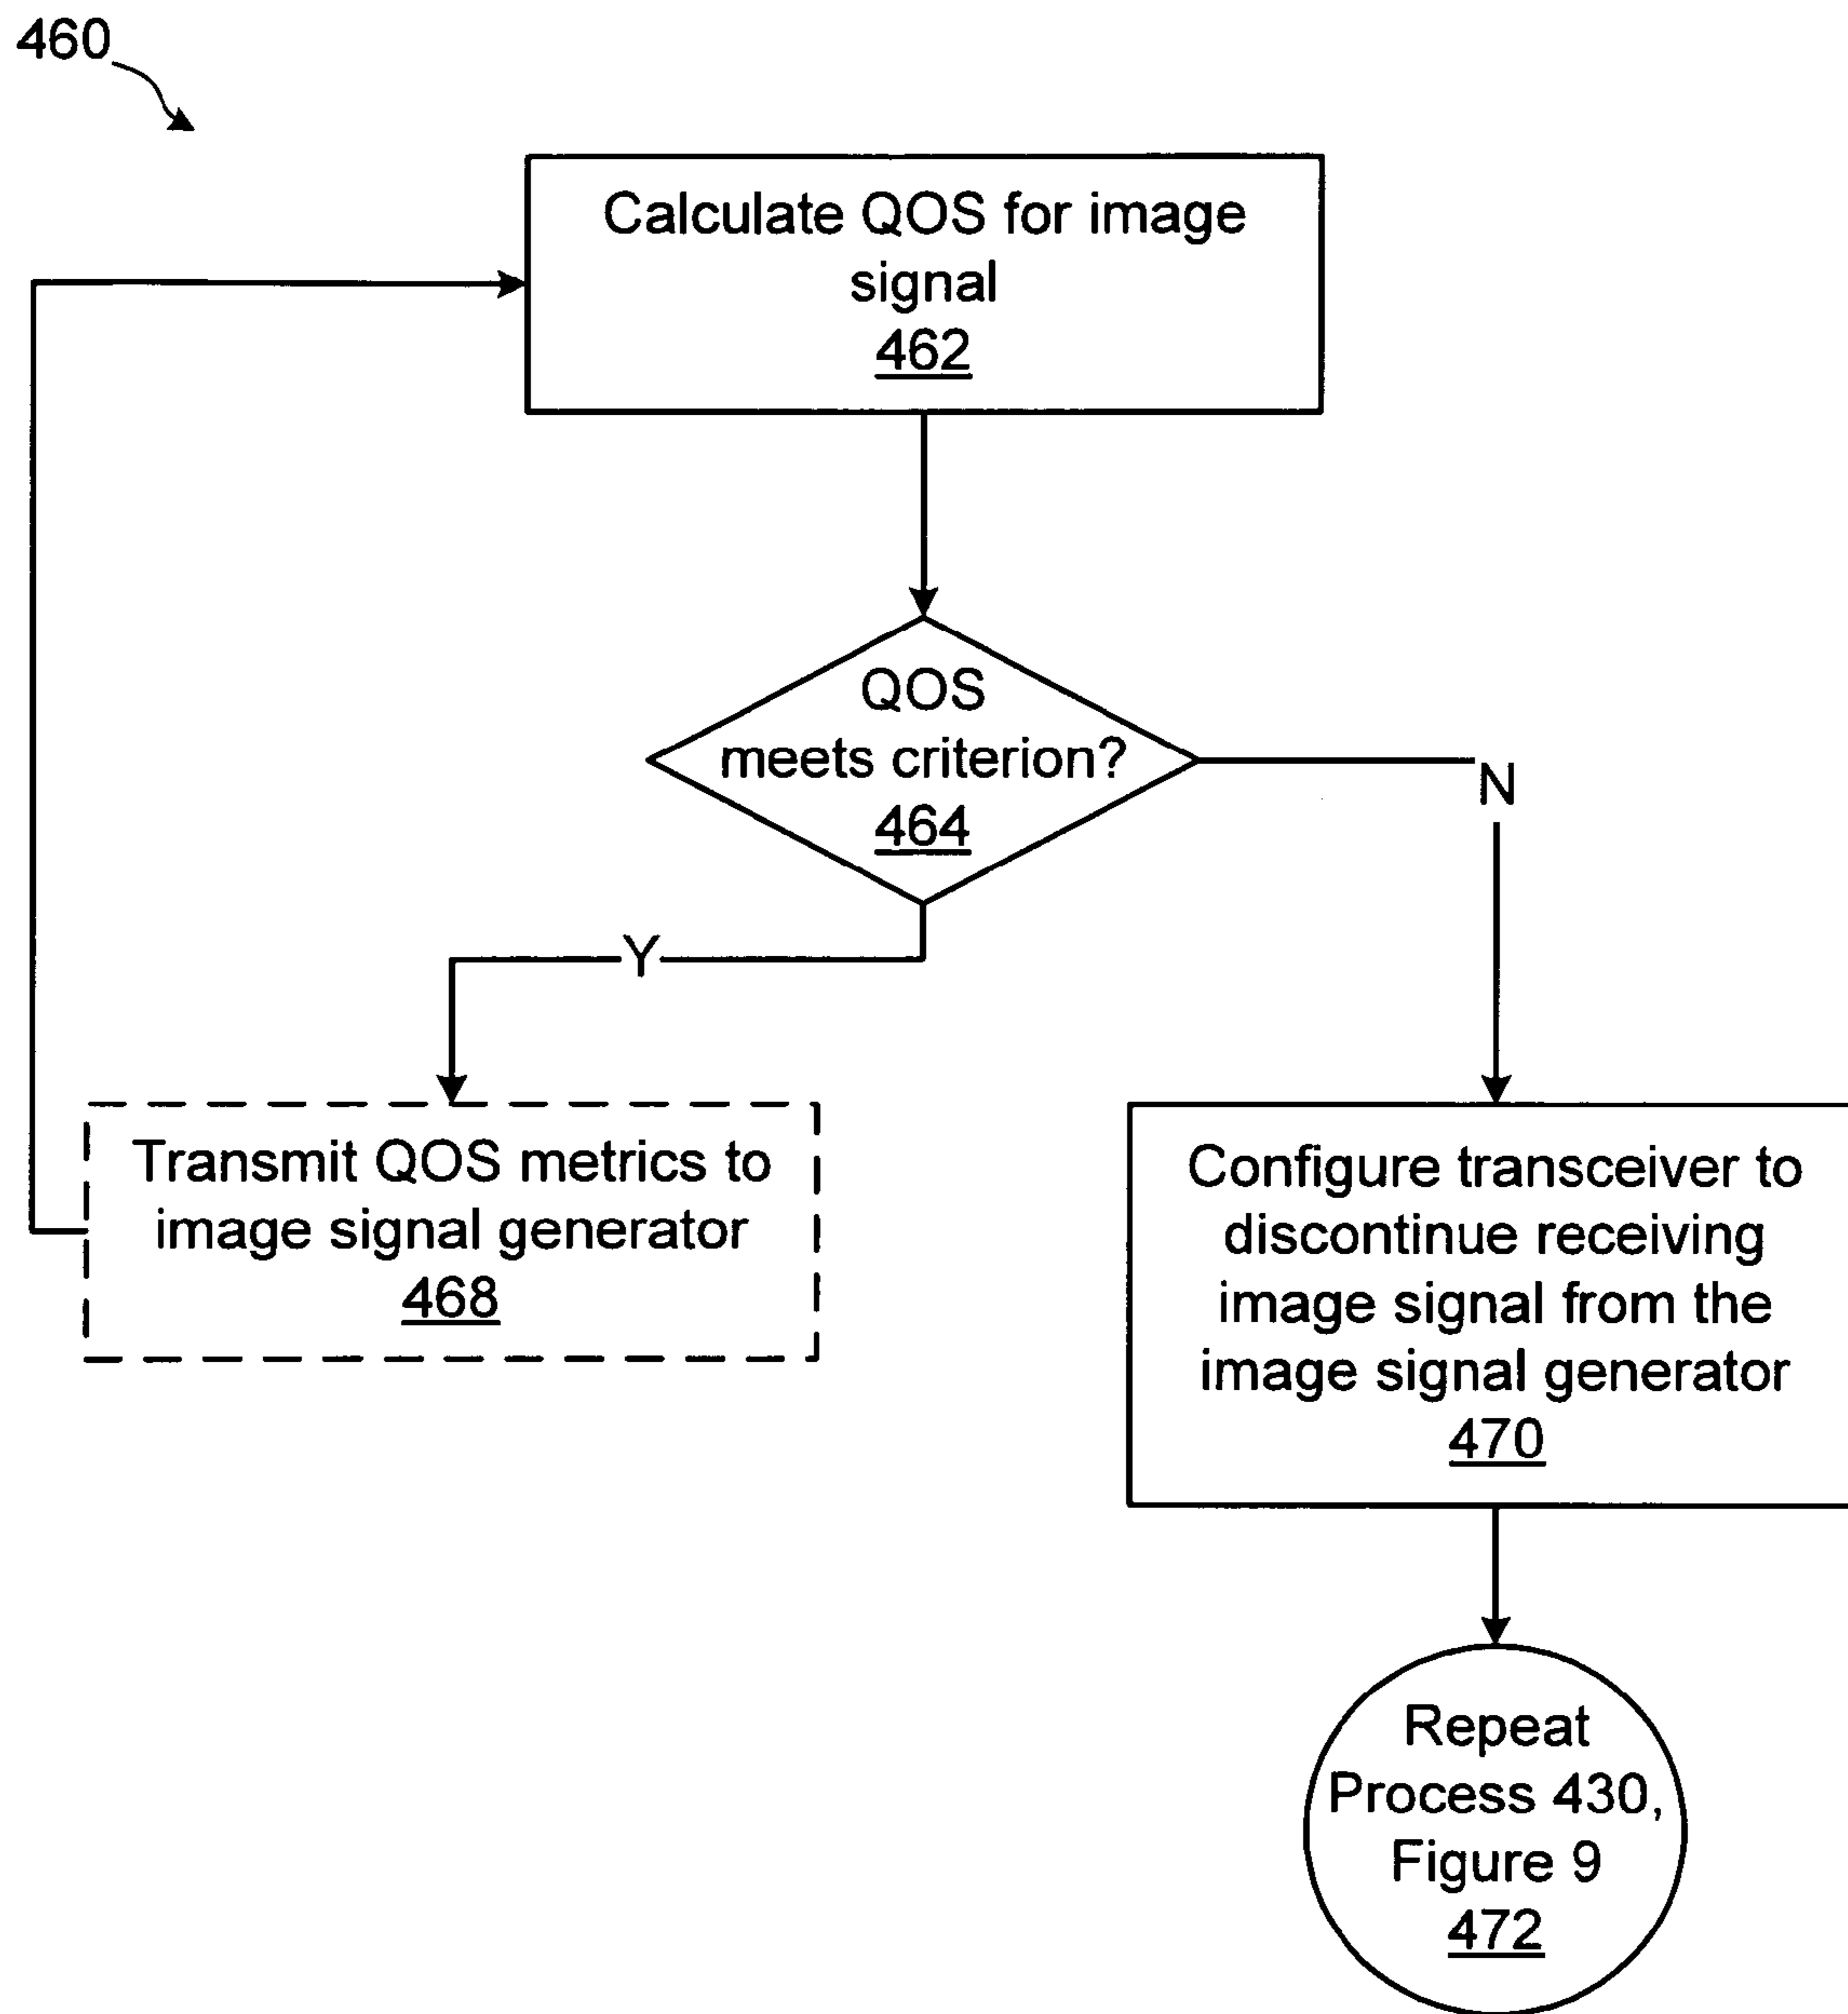 460
Calculate QOS for image
signal
462
QOS
meets criterion?
464
N
Y
Transmit QOS metrics to
image signal generator
468
Configure transceiver to
discontinue receiving
image signal from the
image signal generator
470
Repeat
Process 430,
Figure 9
472